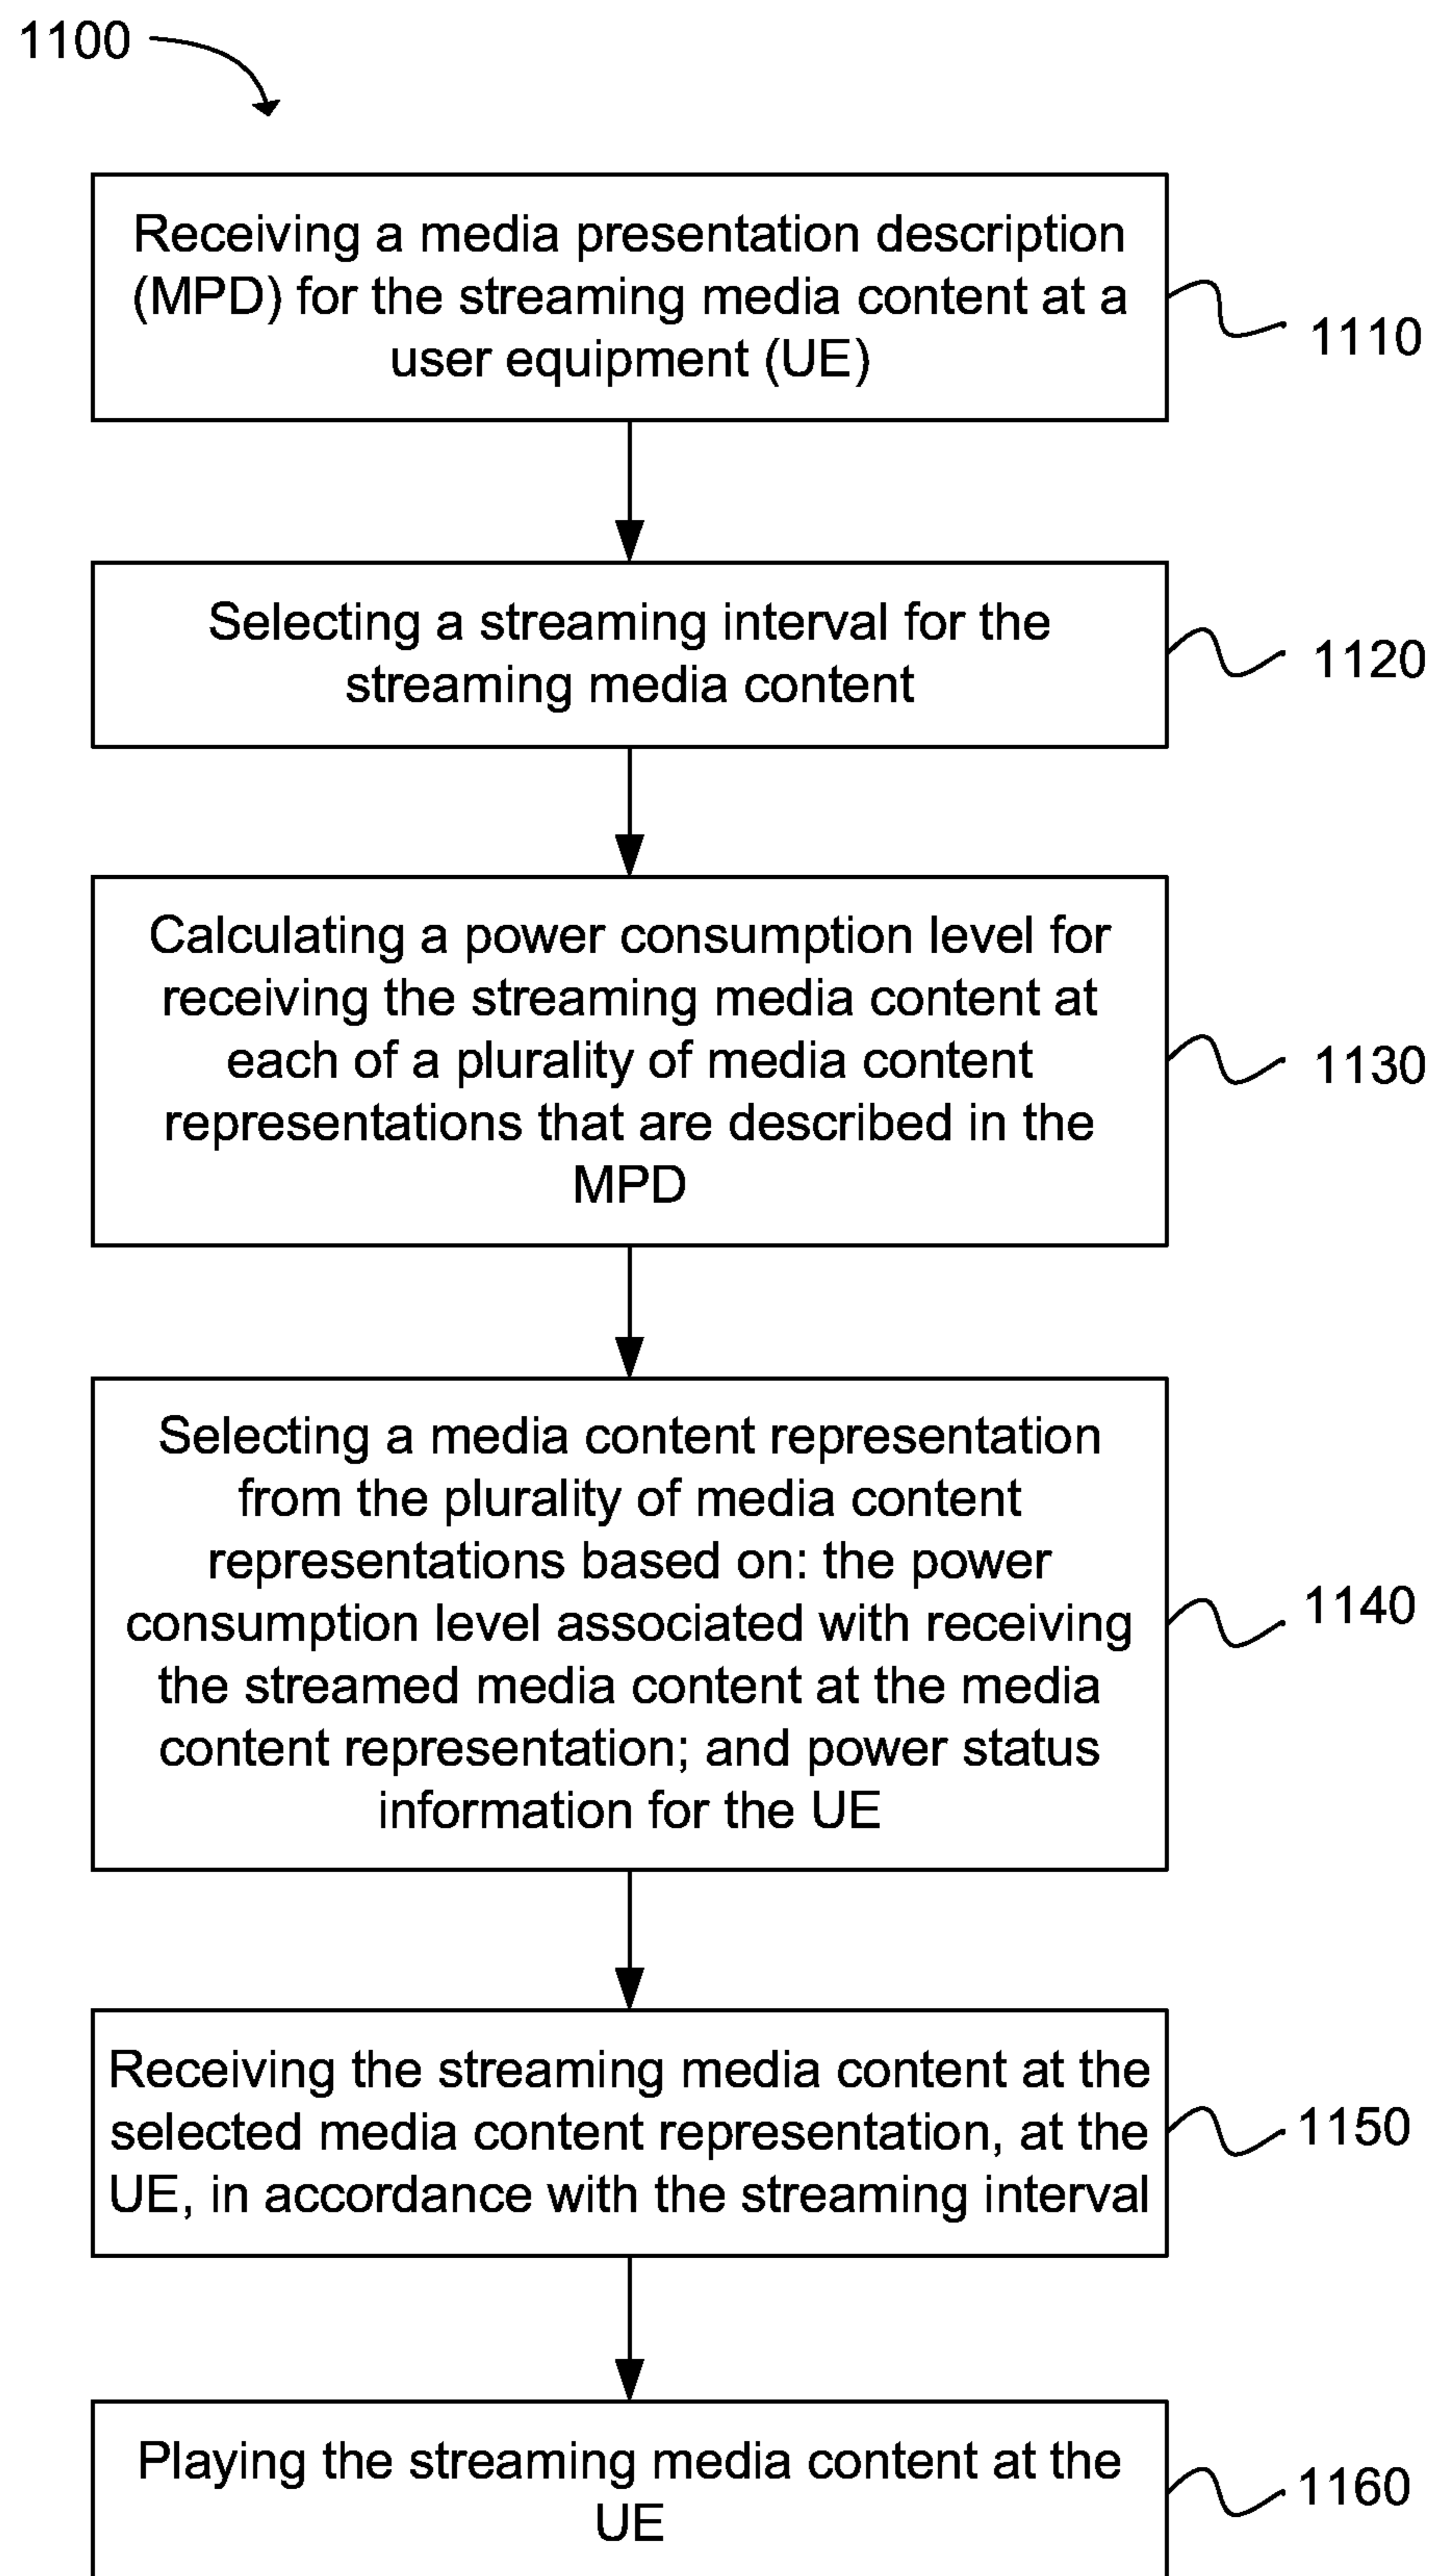 1100
Receiving a media presentation description
(MPD) for the streaming media content at a
user equipment (UE)
1110
Selecting a streaming interval for the
streaming media content
1120
Calculating a power consumption level for
receiving the streaming media content at
each of a plurality of media content
representations that are described in the
MPD
1130
Selecting a media content representation
from the plurality of media content
representations based on: the power
consumption level associated with receiving
the streamed media content at the media
content representation; and power status
information for the UE
1140
Receiving the streaming media content at the
selected media content representation, at the
UE, in accordance with the streaming interval
1150
Playing the streaming media content at the
UE
1160